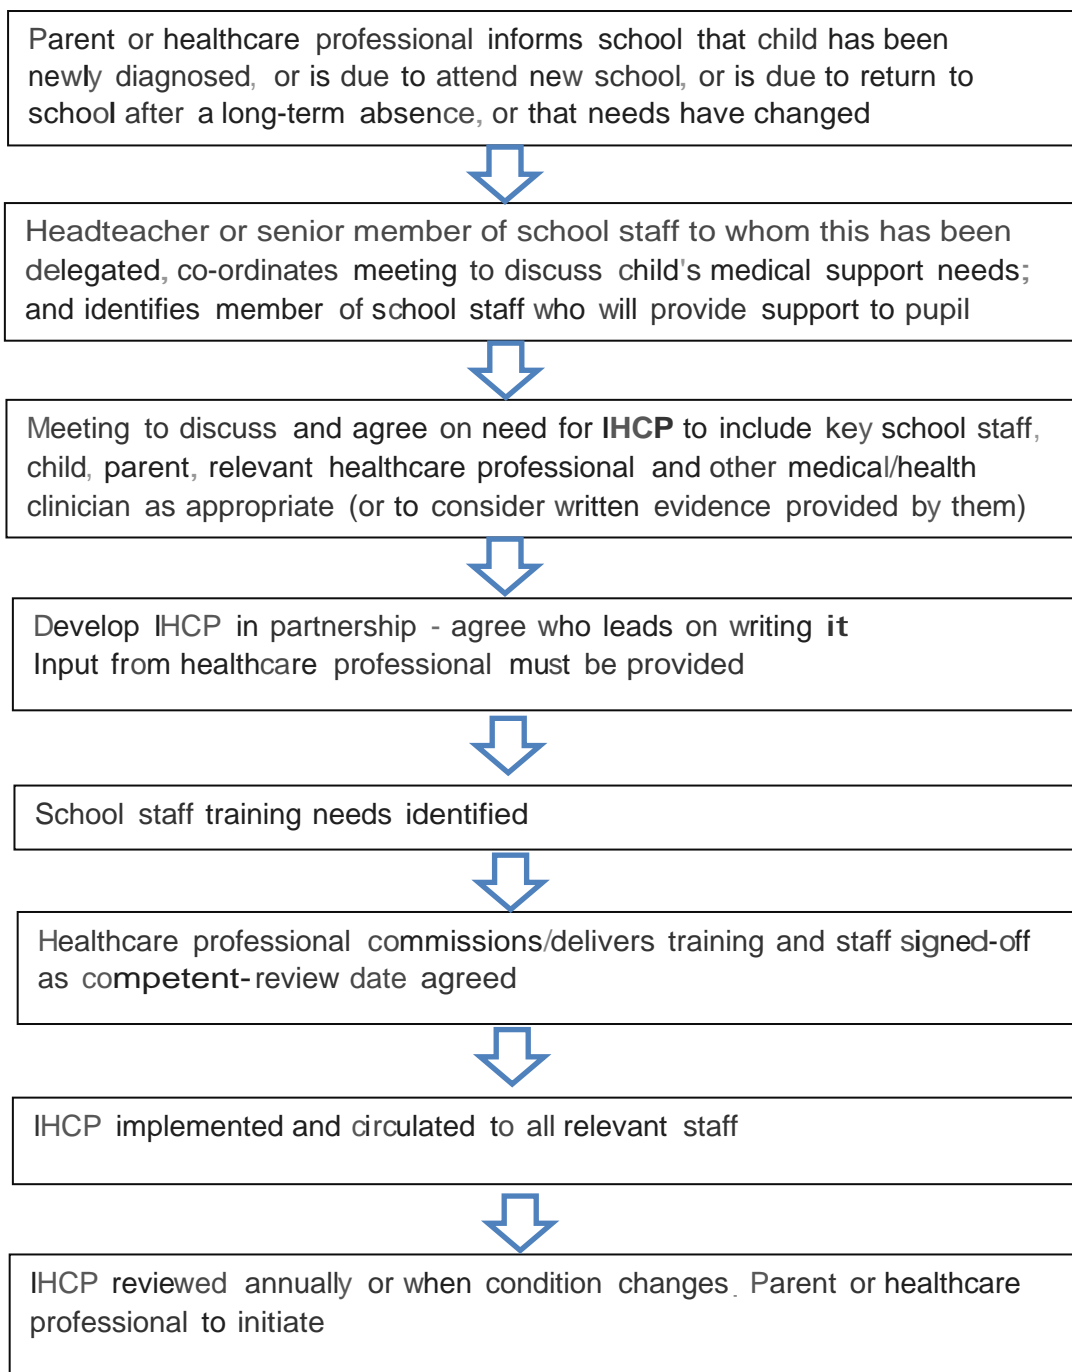 Parent or healthcare professional informs school that child has been
newly diagnosed, or is due to attend new school, or is due to return to
school after a long-term absence, or that needs have changed
Headteacher or senior member of school staff to whom this has been
delegated, co-ordinates meeting to discuss child's medical support needs;
and identifies member of school staff who will provide support to pupil
Meeting to discuss and agree on need for IHCP to include key school staff,
child, parent, relevant healthcare professional and other medical/health
clinician as appropriate (or to consider written evidence provided by them)
Develop IHCP in partnership - agree who leads on writing it
Input from healthcare professional must be provided
School staff training needs identified
Healthcare professional commissions/delivers training and staff signed-off
as competent-review date agreed
IHCP implemented and circulated to all relevant staff
IHCP reviewed annually or when condition changes. Parent or healthcare
professional to initiate